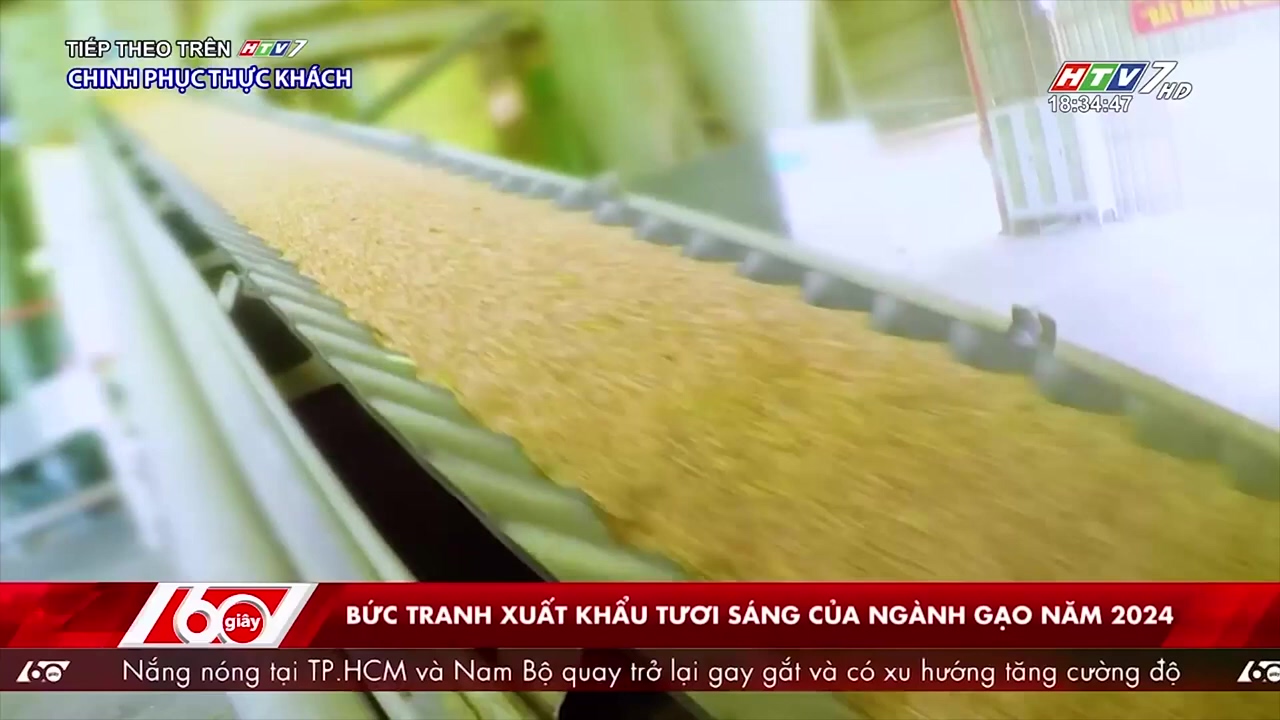 TIẾP THEO TRÊN HTV7
CHINH PHỤC THỰC KHÁCH
HTV7 HD
18:34:47
60 giây
BỨC TRANH XUẤT KHẨU TƯƠI SÁNG CỦA NGÀNH GẠO NĂM 2024
60 giây Nắng nóng tại TP.HCM và Nam Bộ quay trở lại gay gắt và có xu hướng tăng cường độ